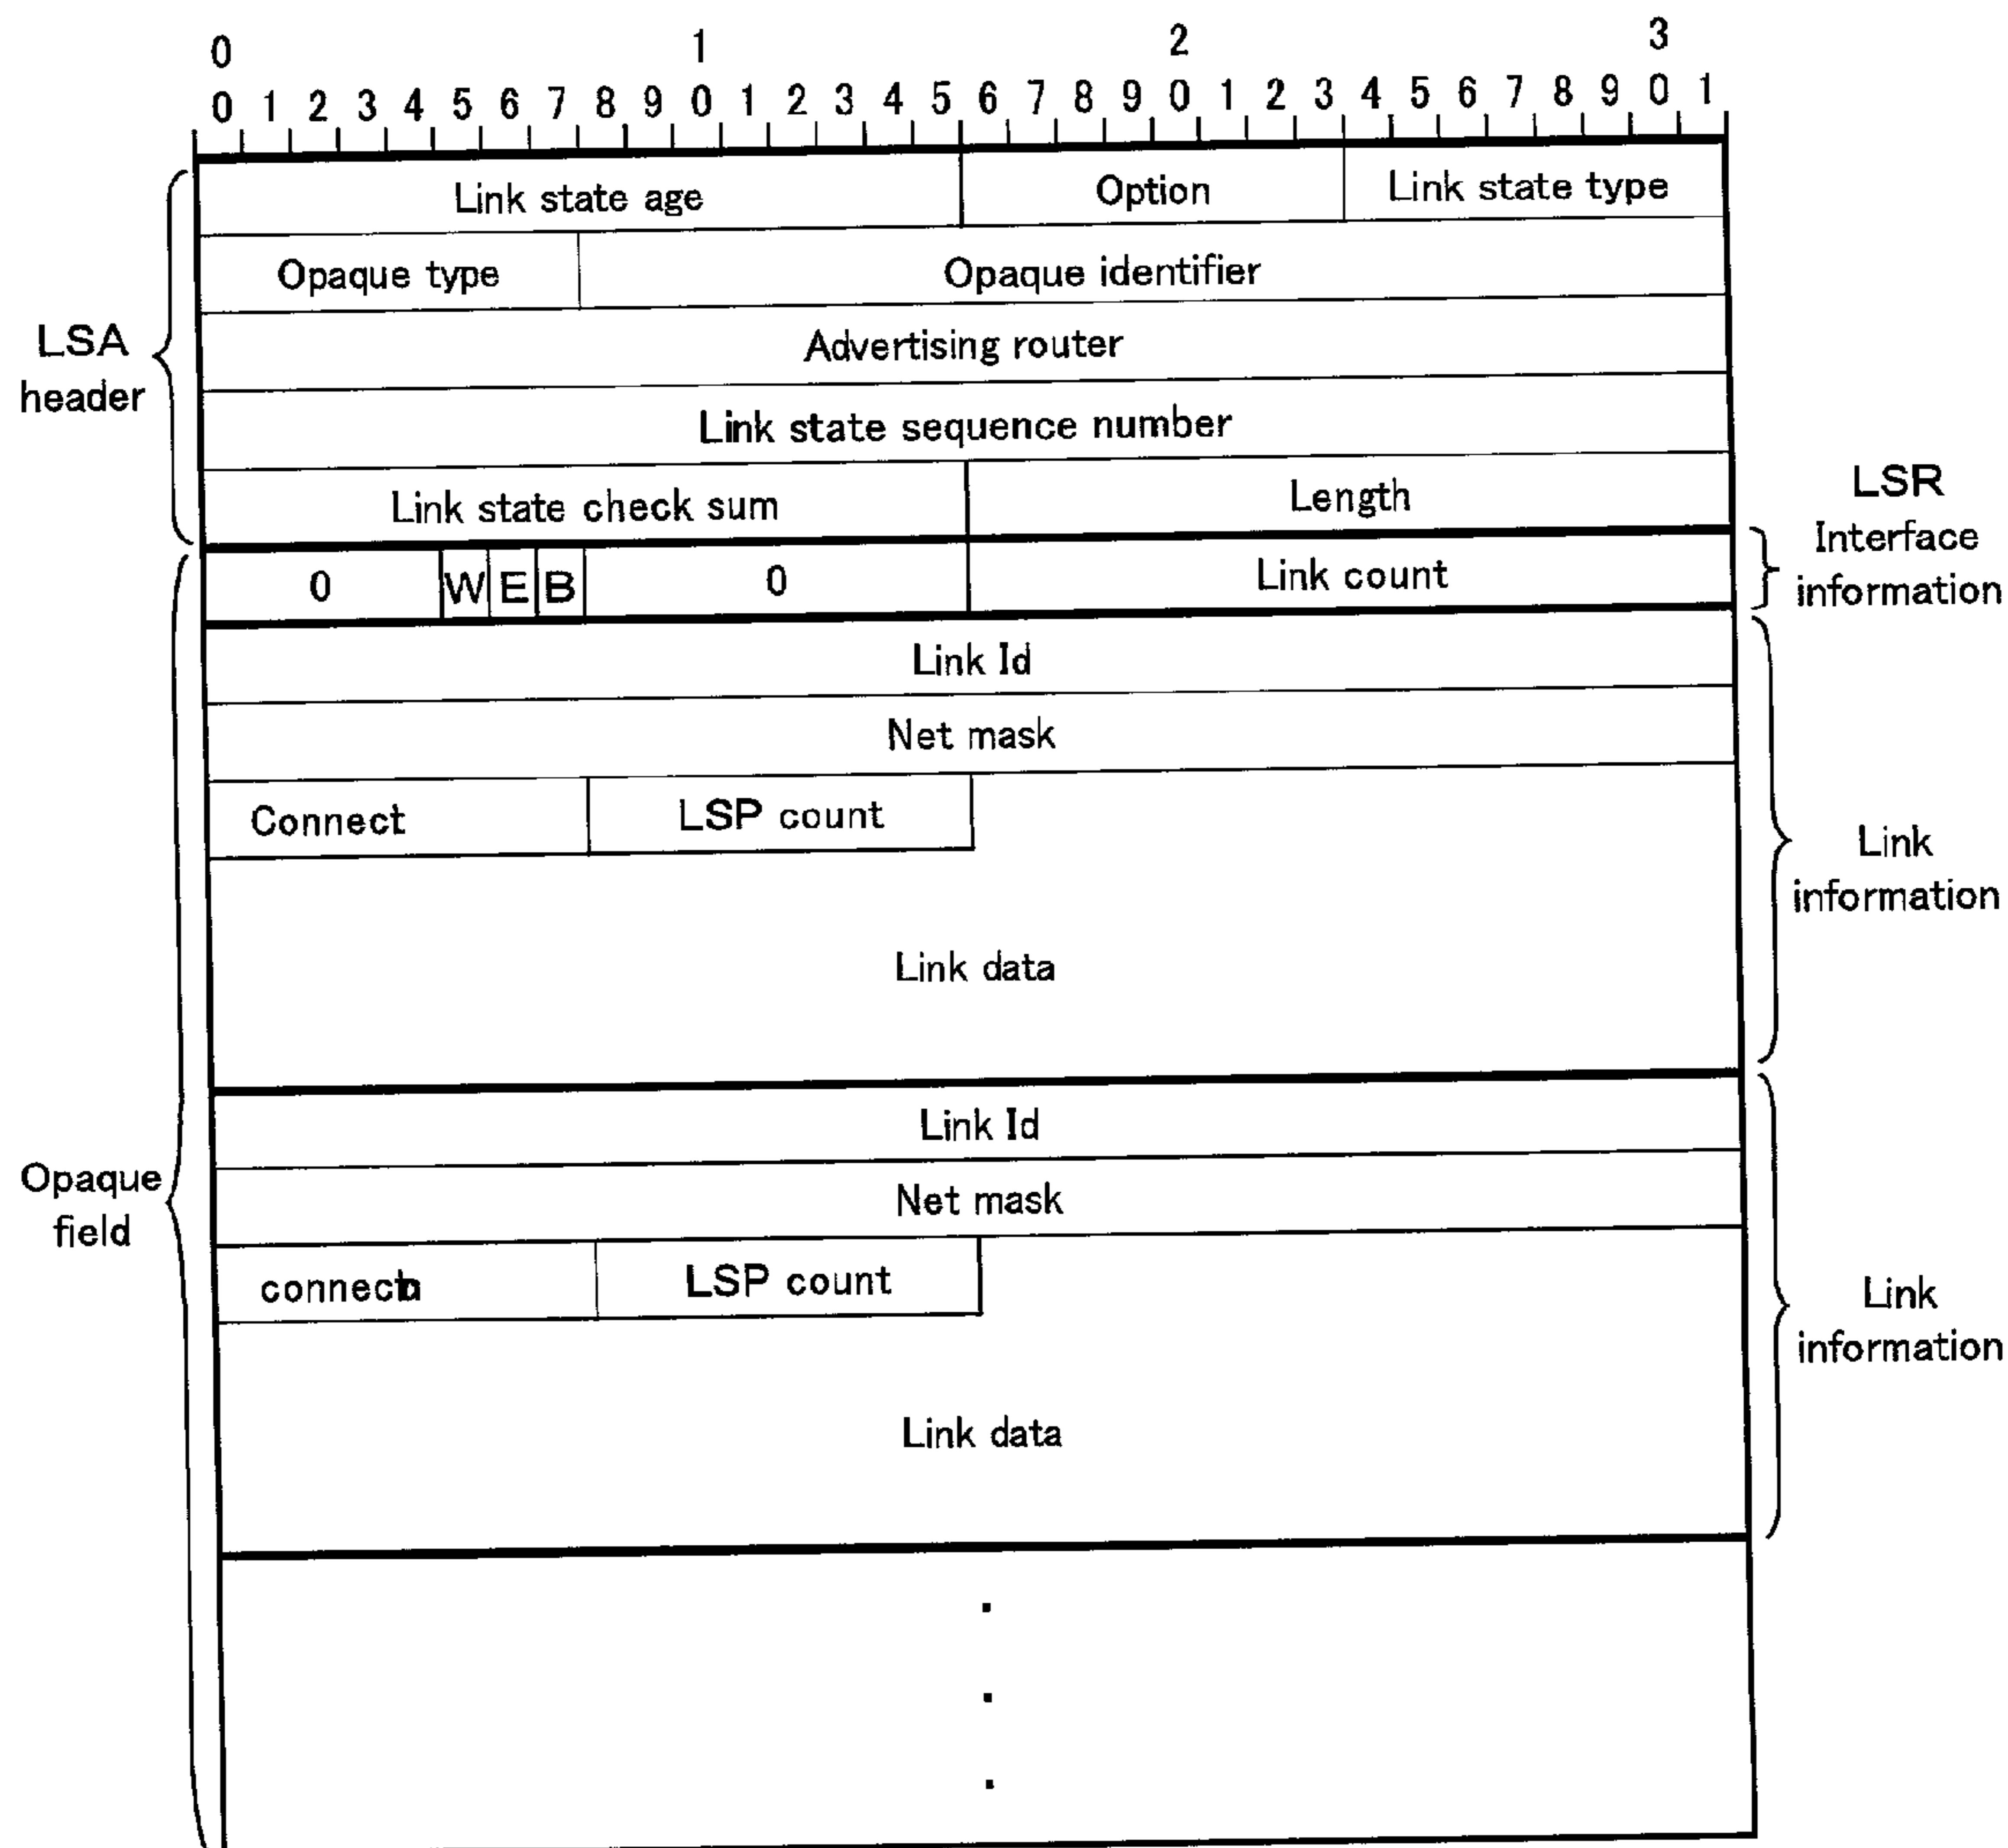 0 1 2 3
0 1 2 3 4 5 6 7 8 9 0 1 2 3 4 5 6 7 8 9 0 1 2 3 4 5 6 7 8 9 0 1
Link state age Option Link state type
Opaque type Opaque identifier
LSA
header
Advertising router
Link state sequence number
Link state check sum Length
LSR
Interface
information
0 W E B 0 Link count
Link Id
Net mask
Connect LSP count
Link
information
Link data
Link Id
Opaque
field
Net mask
LSP count
Link
information
Link data